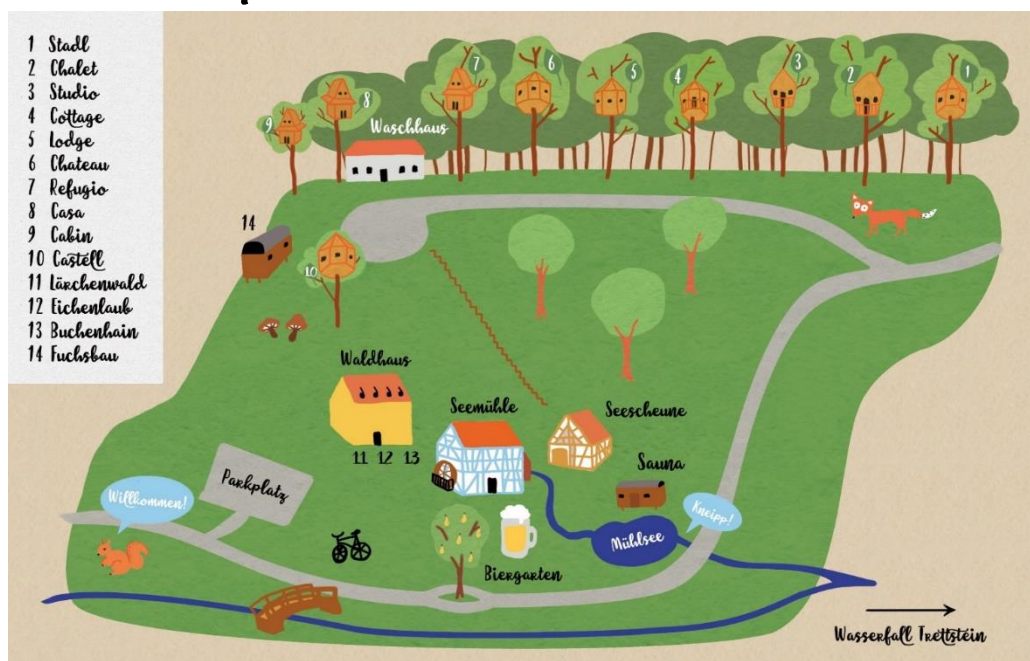 1 Stadl
2 Chalet
3 Studio
4 Cottage
5 Lodge
6 Chateau
7 Refugio
8 Casa
9 Cabin
10 Castell
11 Lärchenwald
12 Eichenlaub
13 Buchenhain
14 Fuchsbau
9
8
7
6
5
4
3
2
1
Waschhaus
14
10
Waldhaus
11 12 13
Seemühle
Seescheune
Sauna
Parkplatz
Willkommen!
Kneipp!
Mühlsee
Biergarten
Wasserfall Trettstein